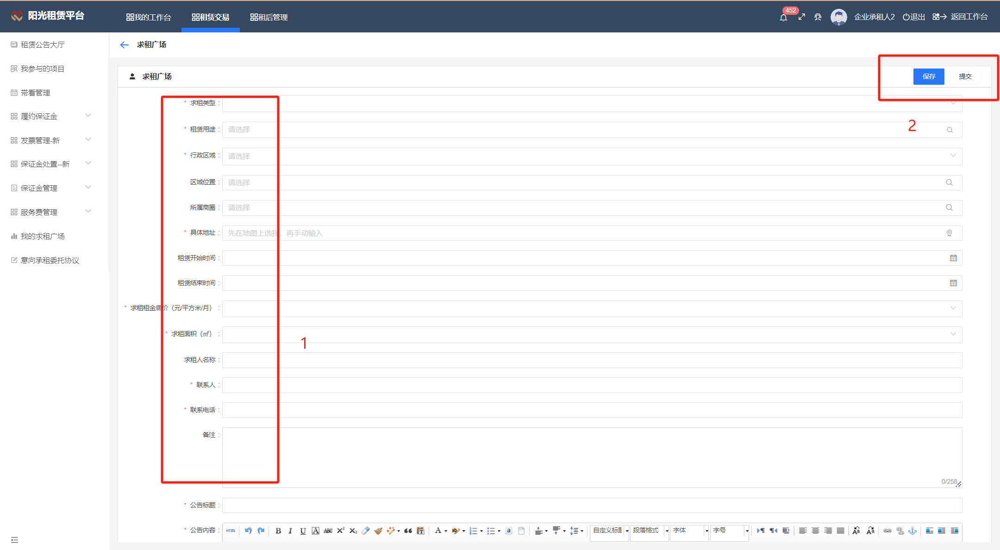 阳光租赁平台
我的工作台 租赁交易 租后管理
452
企业承租人2 退出 返回工作台
租赁公告大厅
我参与的项目
带看管理
履约保证金
发票管理-新
保证金处置--新
保证金管理
服务费管理
我的求租广场
意向承租委托协议
求租广场
求租广场
保存 提交
* 求租类型 :
* 租赁用途 : 请选择
2
* 行政区域 : 请选择
区域位置 : 请选择
所属商圈 : 请选择
* 具体地址 : 先在地图上选择，再手动输入
租赁开始时间 :
租赁结束时间 :
* 求租租金底价（元/平方米/月） :
* 求租面积（㎡） :
1
求租人名称 :
* 联系人 :
* 联系电话 :
备注 :
0/258
* 公告标题 :
* 公告内容 : HTML B I U A ABC X² X₂ A ab a 自定义标题 段落格式 字体 字号